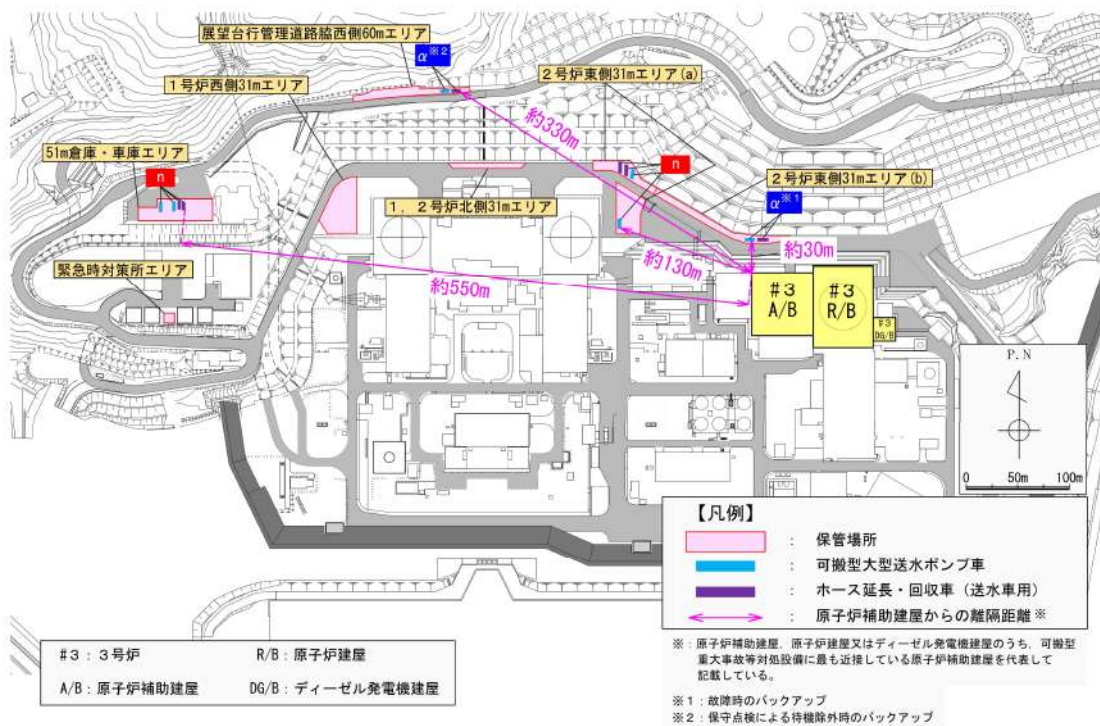 展望台行管理道路脇西側60mエリア
α※2
1号炉西側31mエリア
2号炉東側31mエリア(a)
約330m
51m倉庫・車庫エリア
n
n
2号炉東側31mエリア(b)
α※1
1，2号炉北側31mエリア
約30m
約130m
緊急時対策所エリア
約550m
#3
A/B
#3
R/B
#3
DG/B
P.N
0 50m 100m
【凡例】
： 保管場所
： 可搬型大型送水ポンプ車
： ホース延長・回収車（送水車用）
： 原子炉補助建屋からの離隔距離※
#3：3号炉 R/B：原子炉建屋
A/B：原子炉補助建屋 DG/B：ディーゼル発電機建屋
※：原子炉補助建屋，原子炉建屋又はディーゼル発電機建屋のうち，可搬型
重大事故等対処設備に最も近接している原子炉補助建屋を代表して
記載している。
※1：故障時のバックアップ
※2：保守点検による待機除外時のバックアップ